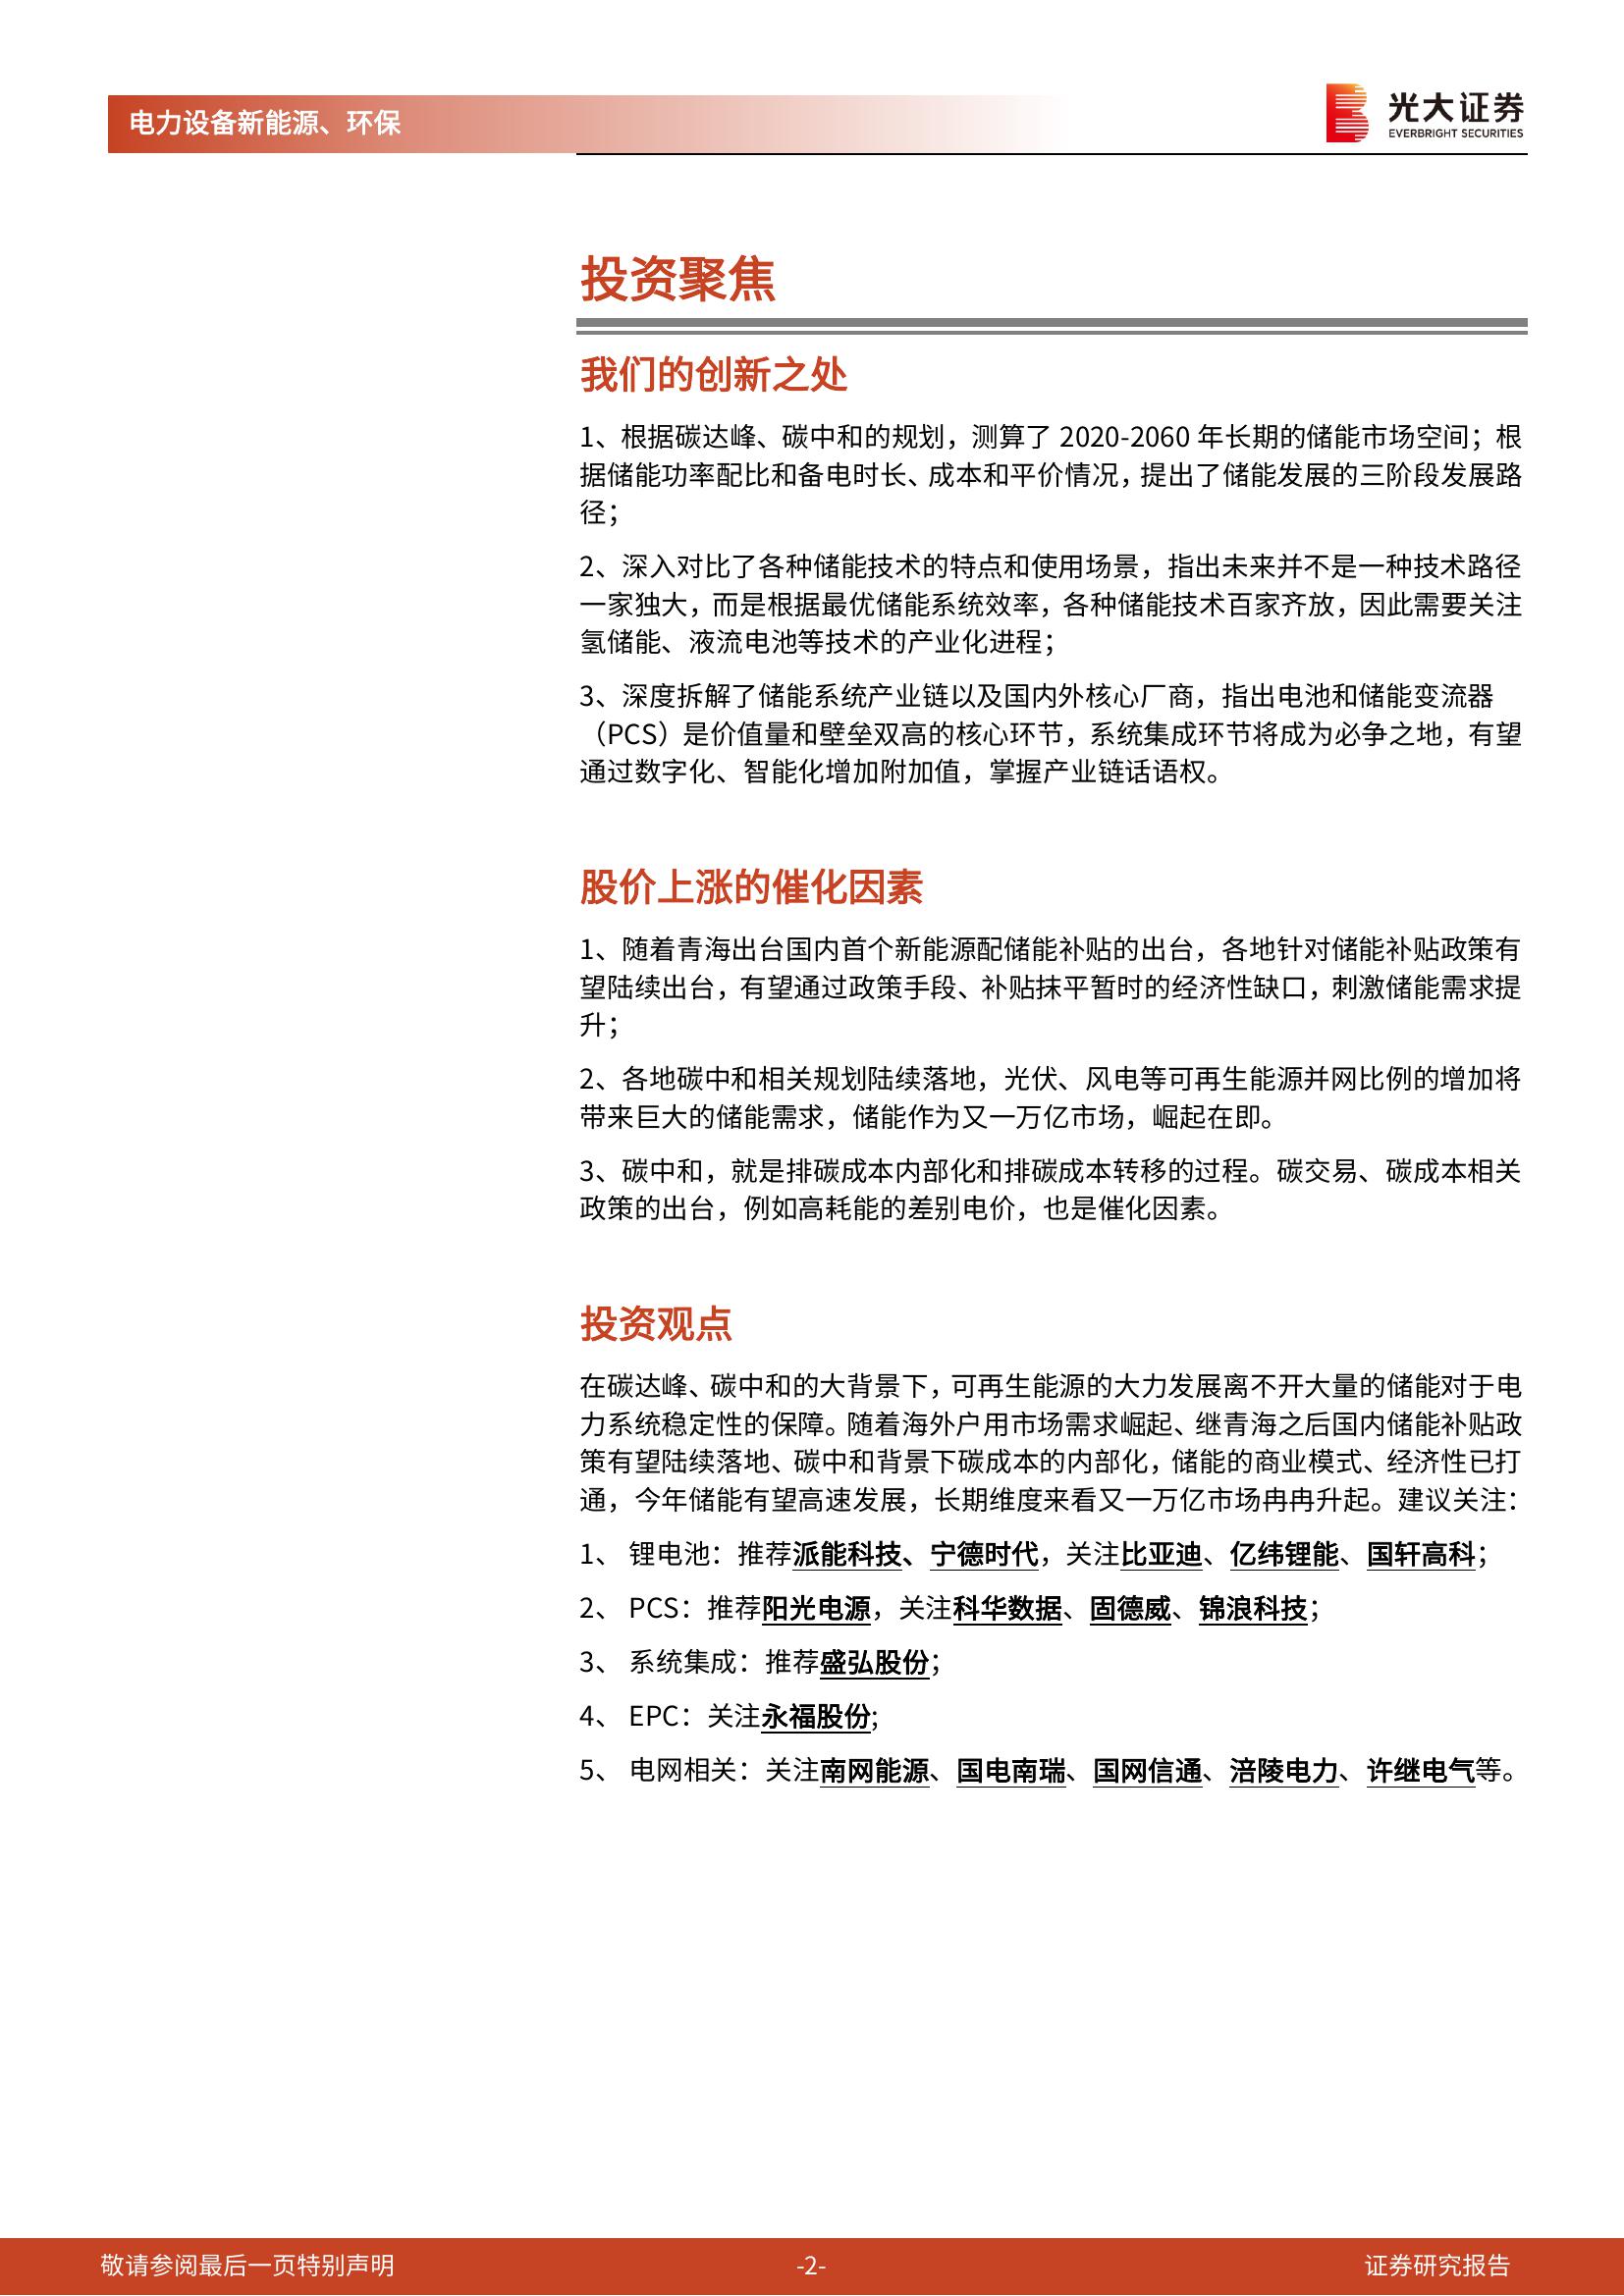 电力设备新能源、环保
光大证券
EVERBRIGHT SECURITIES
投资聚焦
我们的创新之处
1、根据碳达峰、碳中和的规划，测算了 2020-2060 年长期的储能市场空间；根
据储能功率配比和备电时长、成本和平价情况，提出了储能发展的三阶段发展路
径；
2、深入对比了各种储能技术的特点和使用场景，指出未来并不是一种技术路径
一家独大，而是根据最优储能系统效率，各种储能技术百家齐放，因此需要关注
氢储能、液流电池等技术的产业化进程；
3、深度拆解了储能系统产业链以及国内外核心厂商，指出电池和储能变流器
（PCS）是价值量和壁垒双高的核心环节，系统集成环节将成为必争之地，有望
通过数字化、智能化增加附加值，掌握产业链话语权。
股价上涨的催化因素
1、随着青海出台国内首个新能源配储能补贴的出台，各地针对储能补贴政策有
望陆续出台，有望通过政策手段、补贴抹平暂时的经济性缺口，刺激储能需求提
升；
2、各地碳中和相关规划陆续落地，光伏、风电等可再生能源并网比例的增加将
带来巨大的储能需求，储能作为又一万亿市场，崛起在即。
3、碳中和，就是排碳成本内部化和排碳成本转移的过程。碳交易、碳成本相关
政策的出台，例如高耗能的差别电价，也是催化因素。
投资观点
在碳达峰、碳中和的大背景下，可再生能源的大力发展离不开大量的储能对于电
力系统稳定性的保障。随着海外户用市场需求崛起、继青海之后国内储能补贴政
策有望陆续落地、碳中和背景下碳成本的内部化，储能的商业模式、经济性已打
通，今年储能有望高速发展，长期维度来看又一万亿市场冉冉升起。建议关注：
1、 锂电池：推荐派能科技、宁德时代，关注比亚迪、亿纬锂能、国轩高科；
2、 PCS：推荐阳光电源，关注科华数据、固德威、锦浪科技；
3、 系统集成：推荐盛弘股份；
4、 EPC：关注永福股份;
5、 电网相关：关注南网能源、国电南瑞、国网信通、涪陵电力、许继电气等。
敬请参阅最后一页特别声明
-2-
证券研究报告